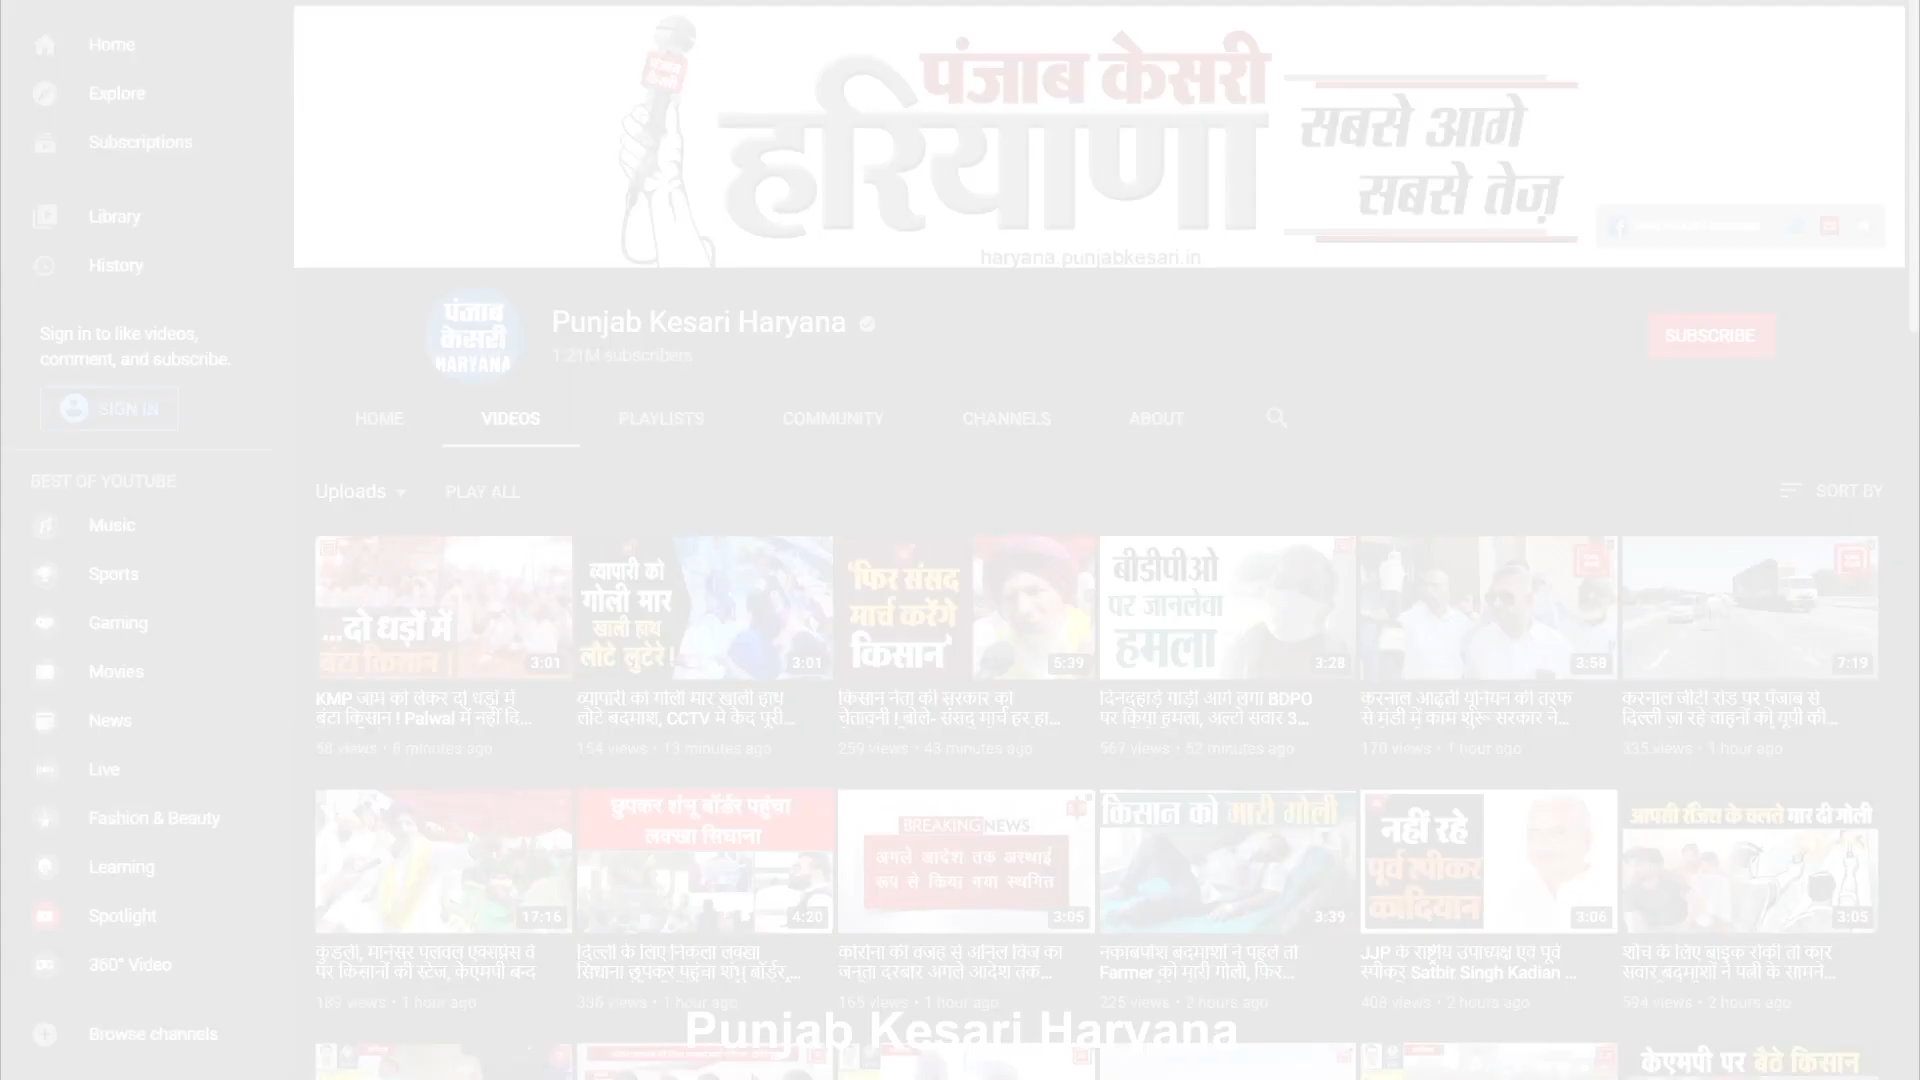 Home
Explore
Subscriptions
Library
History
Sign in to like videos,
comment, and subscribe.
SIGN IN
BEST OF YOUTUBE
Music
Sports
Gaming
Movies
News
Live
Fashion & Beauty
Learning
Spotlight
360° Video
Browse channels
पंजाब केसरी
हरियाणा
सबसे आगे
सबसे तेज़
haryana.punjabkesari.in
पंजाब
केसरी
HARYANA
Punjab Kesari Haryana
1.21M subscribers
SUBSCRIBE
HOME VIDEOS PLAYLISTS COMMUNITY CHANNELS ABOUT
Uploads PLAY ALL SORT BY
...दो धड़ों में
बंटा किसान !
3:01
व्यापारी को
गोली मार
खाली हाथ
लौटे लुटेरे !
3:01
'फिर संसद
मार्च करेंगे
किसान'
5:39
बीडीपीओ
पर जानलेवा
हमला
3:28
3:58
7:19
KMP जाम को लेकर दो धड़ों में
बंटा किसान ! Palwal में नहीं दि...
58 views • 8 minutes ago
व्यापारी को गोली मार खाली हाथ
लौटे बदमाश, CCTV में कैद पूरी...
154 views • 13 minutes ago
किसान नेता की सरकार को
चेतावनी ! बोले- संसद मार्च हर हा...
259 views • 43 minutes ago
दिनदहाड़े गाड़ी आगे लगा BDPO
पर किया हमला, अल्टो सवार 3...
567 views • 52 minutes ago
करनाल आढ़ती यूनियन की तरफ
से मंडी में काम शुरू सरकार ने...
178 views • 1 hour ago
करनाल जीटी रोड पर पंजाब से
दिल्ली जा रहे वाहनों को यूपी की...
335 views • 1 hour ago
17:16
छुपकर शंभू बॉर्डर पहुंचा
लक्खा सिधाना
4:20
BREAKING NEWS
अगले आदेश तक अस्थाई
रूप से किया गया स्थगित
3:05
किसान को मारी गोली
3:39
नहीं रहे
पूर्व स्पीकर
कादियान
3:06
आपसी रंजिश के चलते मार दी गोली
3:05
कुंडली, मानेसर पलवल एक्सप्रेस वे
पर किसानों की स्टेज, केएमपी बन्द
189 views • 1 hour ago
दिल्ली के लिए निकला लक्खा
सिधाना छुपकर पहुंचा शंभू बॉर्डर,...
336 views • 1 hour ago
कोरोना की वजह से अनिल विज का
जनता दरबार अगले आदेश तक...
165 views • 1 hour ago
नकाबपोश बदमाशों ने पहले तो
Farmer को मारी गोली, फिर...
225 views • 2 hours ago
JJP के राष्ट्रीय उपाध्यक्ष एवं पूर्व
स्पीकर Satbir Singh Kadian ...
408 views • 2 hours ago
शौच के लिए बाइक रोकी तो कार
सवार बदमाशों ने पत्नी के सामने...
594 views • 2 hours ago
Punjab Kesari Haryana
केएमपी पर बैठे किसान